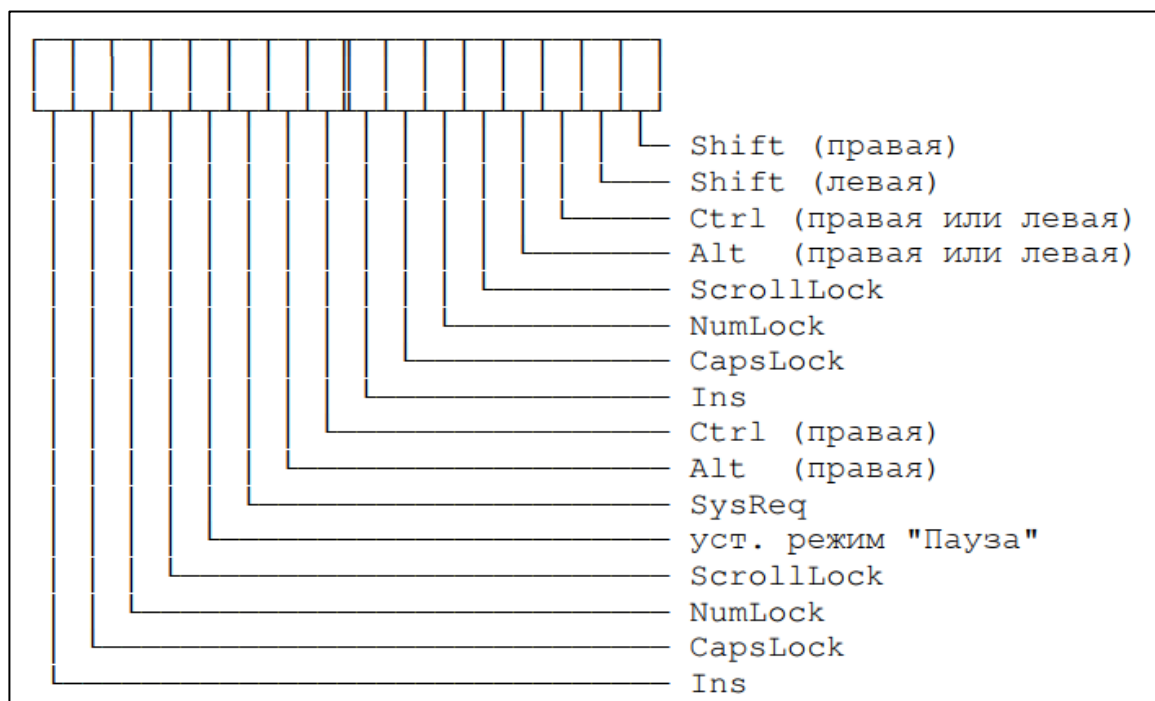 Shift (правая)
Shift (левая)
Ctrl (правая или левая)
Alt (правая или левая)
ScrollLock
NumLock
CapsLock
Ins
Ctrl (правая)
Alt (правая)
SysReq
уст. режим "Пауза"
ScrollLock
NumLock
CapsLock
Ins